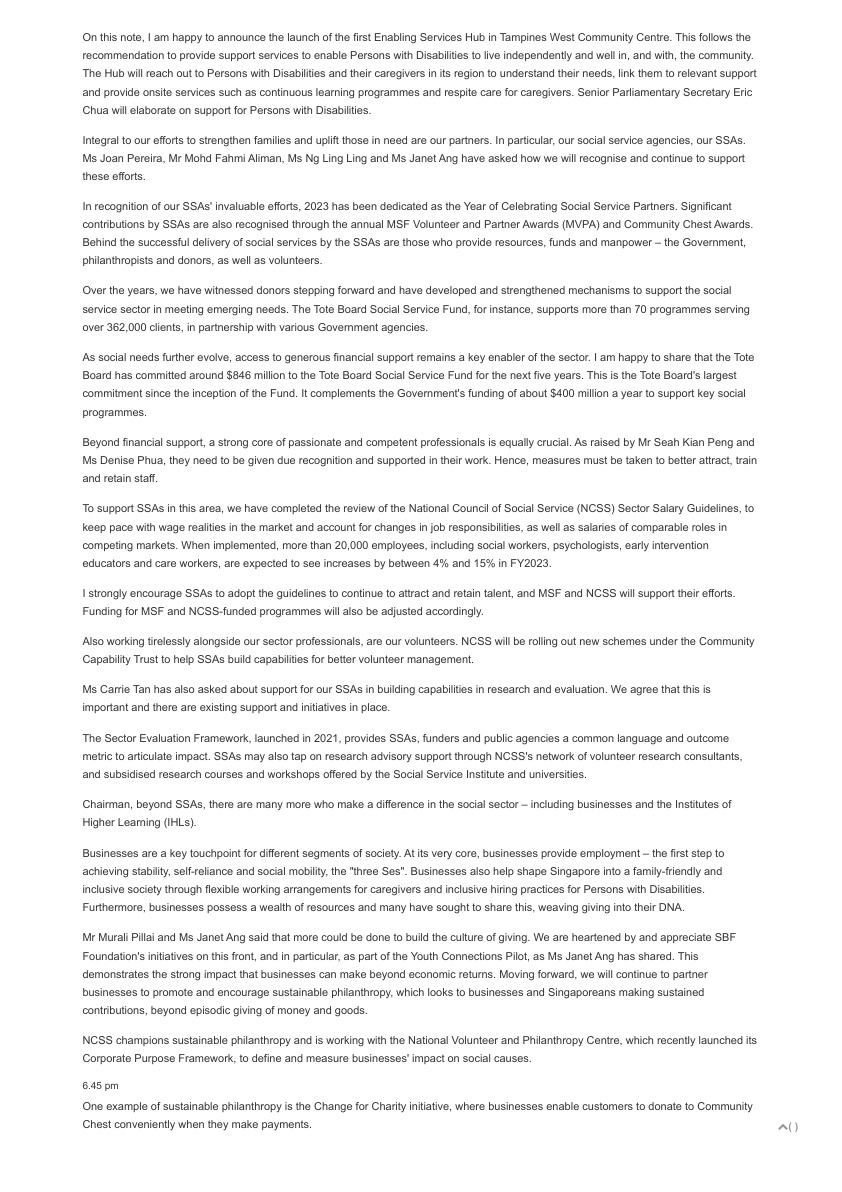 On this note, I am happy to announce the launch of the first Enabling Services Hub in Tampines West Community Centre. This follows the
recommendation to provide support services to enable Persons with Disabilities to live independently and well in, and with, the community.
The Hub will reach out to Persons with Disabilities and their caregivers in its region to understand their needs, link them to relevant support
and provide onsite services such as continuous learning programmes and respite care for caregivers. Senior Parliamentary Secretary Eric
Chua will elaborate on support for Persons with Disabilities.
Integral to our efforts to strengthen families and uplift those in need are our partners. In particular, our social service agencies, our SSAs.
Ms Joan Pereira, Mr Mohd Fahmi Aliman, Ms Ng Ling Ling and Ms Janet Ang have asked how we will recognise and continue to support
these efforts.
In recognition of our SSAs' invaluable efforts, 2023 has been dedicated as the Year of Celebrating Social Service Partners. Significant
contributions by SSAs are also recognised through the annual MSF Volunteer and Partner Awards (MVPA) and Community Chest Awards.
Behind the successful delivery of social services by the SSAs are those who provide resources, funds and manpower – the Government,
philanthropists and donors, as well as volunteers.
Over the years, we have witnessed donors stepping forward and have developed and strengthened mechanisms to support the social
service sector in meeting emerging needs. The Tote Board Social Service Fund, for instance, supports more than 70 programmes serving
over 362,000 clients, in partnership with various Government agencies.
As social needs further evolve, access to generous financial support remains a key enabler of the sector. I am happy to share that the Tote
Board has committed around $846 million to the Tote Board Social Service Fund for the next five years. This is the Tote Board's largest
commitment since the inception of the Fund. It complements the Government's funding of about $400 million a year to support key social
programmes.
Beyond financial support, a strong core of passionate and competent professionals is equally crucial. As raised by Mr Seah Kian Peng and
Ms Denise Phua, they need to be given due recognition and supported in their work. Hence, measures must be taken to better attract, train
and retain staff.
To support SSAs in this area, we have completed the review of the National Council of Social Service (NCSS) Sector Salary Guidelines, to
keep pace with wage realities in the market and account for changes in job responsibilities, as well as salaries of comparable roles in
competing markets. When implemented, more than 20,000 employees, including social workers, psychologists, early intervention
educators and care workers, are expected to see increases by between 4% and 15% in FY2023.
I strongly encourage SSAs to adopt the guidelines to continue to attract and retain talent, and MSF and NCSS will support their efforts.
Funding for MSF and NCSS-funded programmes will also be adjusted accordingly.
Also working tirelessly alongside our sector professionals, are our volunteers. NCSS will be rolling out new schemes under the Community
Capability Trust to help SSAs build capabilities for better volunteer management.
Ms Carrie Tan has also asked about support for our SSAs in building capabilities in research and evaluation. We agree that this is
important and there are existing support and initiatives in place.
The Sector Evaluation Framework, launched in 2021, provides SSAs, funders and public agencies a common language and outcome
metric to articulate impact. SSAs may also tap on research advisory support through NCSS's network of volunteer research consultants,
and subsidised research courses and workshops offered by the Social Service Institute and universities.
Chairman, beyond SSAs, there are many more who make a difference in the social sector – including businesses and the Institutes of
Higher Learning (IHLs).
Businesses are a key touchpoint for different segments of society. At its very core, businesses provide employment – the first step to
achieving stability, self-reliance and social mobility, the "three Ses". Businesses also help shape Singapore into a family-friendly and
inclusive society through flexible working arrangements for caregivers and inclusive hiring practices for Persons with Disabilities.
Furthermore, businesses possess a wealth of resources and many have sought to share this, weaving giving into their DNA.
Mr Murali Pillai and Ms Janet Ang said that more could be done to build the culture of giving. We are heartened by and appreciate SBF
Foundation's initiatives on this front, and in particular, as part of the Youth Connections Pilot, as Ms Janet Ang has shared. This
demonstrates the strong impact that businesses can make beyond economic returns. Moving forward, we will continue to partner
businesses to promote and encourage sustainable philanthropy, which looks to businesses and Singaporeans making sustained
contributions, beyond episodic giving of money and goods.
NCSS champions sustainable philanthropy and is working with the National Volunteer and Philanthropy Centre, which recently launched its
Corporate Purpose Framework, to define and measure businesses' impact on social causes.
6.45 pm
One example of sustainable philanthropy is the Change for Charity initiative, where businesses enable customers to donate to Community
Chest conveniently when they make payments.
( )